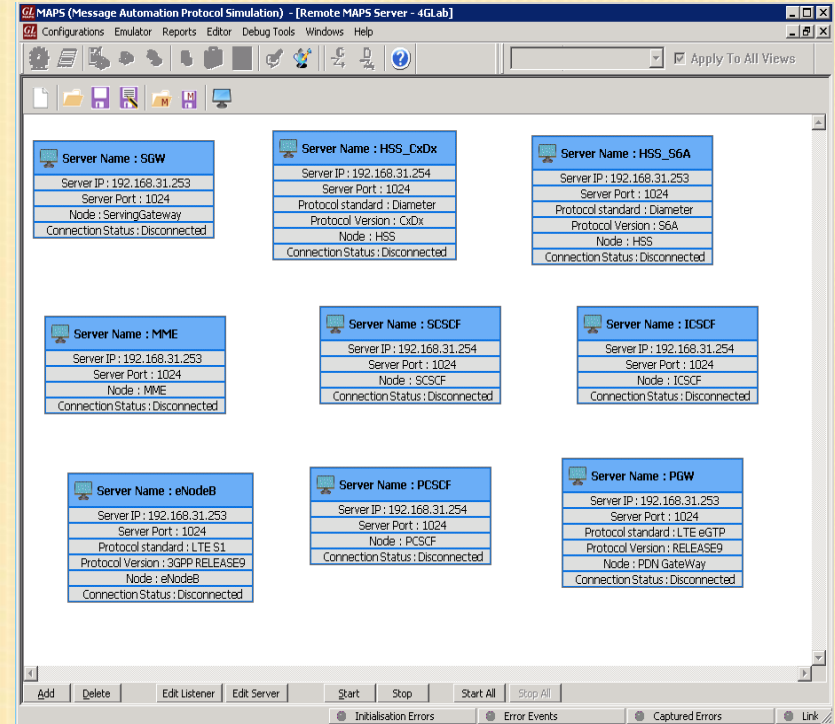 MAPS (Message Automation Protocol Simulation) - [Remote MAPS Server - 4GLab]
Configurations Emulator Reports Editor Debug Tools Windows Help
Apply To All Views
Server Name : SGW
Server IP : 192.168.31.253
Server Port : 1024
Node : ServingGateway
Connection Status : Disconnected
Server Name : HSS_CxDx
Server IP : 192.168.31.254
Server Port : 1024
Protocol standard : Diameter
Protocol Version : CxDx
Node : HSS
Connection Status : Disconnected
Server Name : HSS_S6A
Server IP : 192.168.31.253
Server Port : 1024
Protocol standard : Diameter
Protocol Version : S6A
Node : HSS
Connection Status : Disconnected
Server Name : MME
Server IP : 192.168.31.253
Server Port : 1024
Node : MME
Connection Status : Disconnected
Server Name : SCSCF
Server IP : 192.168.31.254
Server Port : 1024
Node : SCSCF
Connection Status : Disconnected
Server Name : ICSCF
Server IP : 192.168.31.254
Server Port : 1024
Node : ICSCF
Connection Status : Disconnected
Server Name : eNodeB
Server IP : 192.168.31.253
Server Port : 1024
Protocol standard : LTE S1
Protocol Version : 3GPP RELEASE9
Node : eNodeB
Connection Status : Disconnected
Server Name : PCSCF
Server IP : 192.168.31.254
Server Port : 1024
Node : PCSCF
Connection Status : Disconnected
Server Name : PGW
Server IP : 192.168.31.253
Server Port : 1024
Protocol standard : LTE eGTP
Protocol Version : RELEASE9
Node : PDN GateWay
Connection Status : Disconnected
Add Delete Edit Listener Edit Server Start Stop Start All Stop All
Initialisation Errors Error Events Captured Errors Link